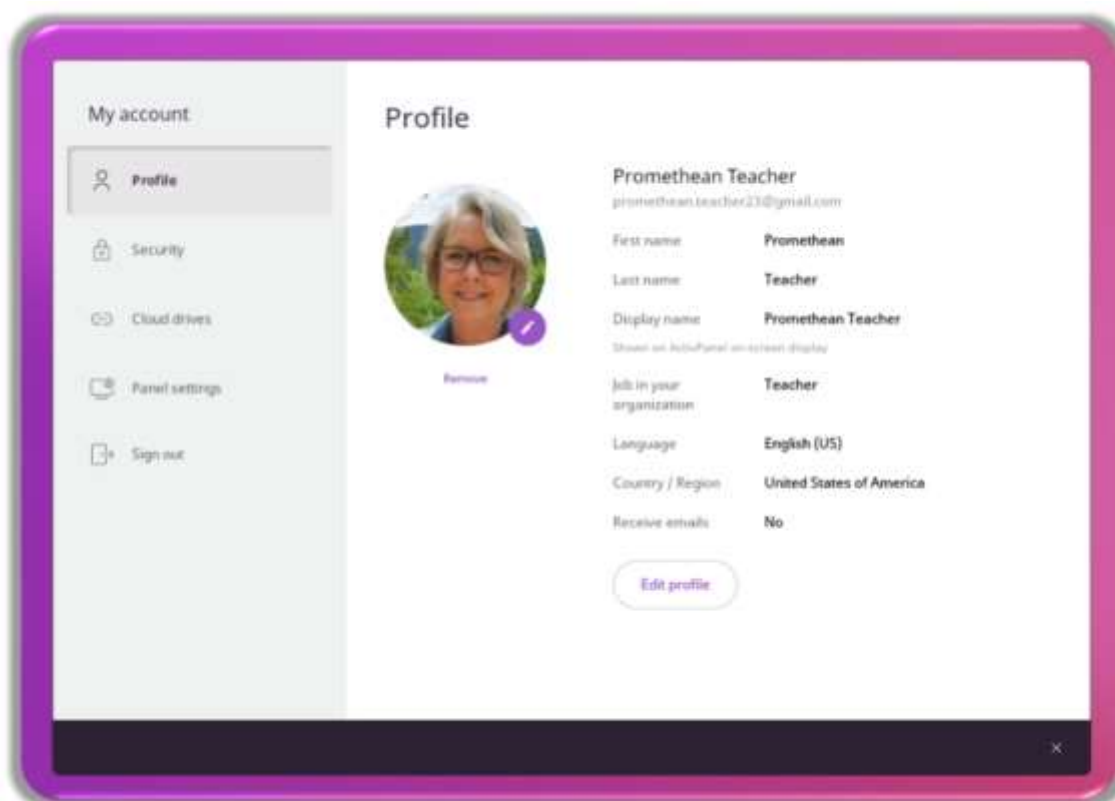 My account
Profile
Security
Cloud drives
Panel settings
Sign out
Profile
Remove
Promethean Teacher
promethean.teacher23@gmail.com
First name Promethean
Last name Teacher
Display name Promethean Teacher
Shown on ActivPanel on-screen display
Job in your organization Teacher
Language English (US)
Country / Region United States of America
Receive emails No
Edit profile